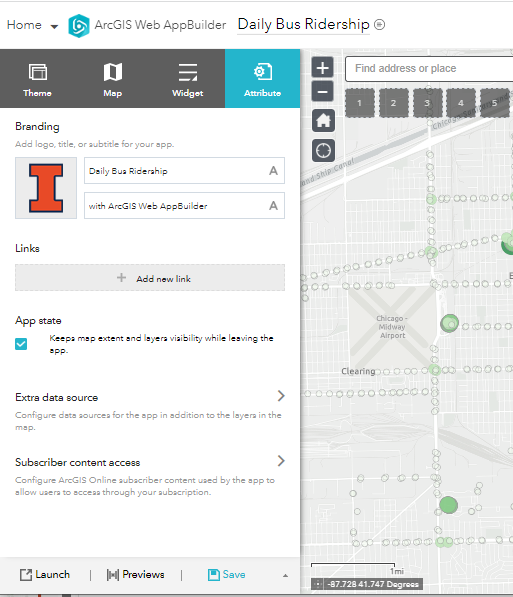 Home ArcGIS Web AppBuilder Daily Bus Ridership
Theme Map Widget Attribute
Find address or place
1 2 3 4 5
Branding
Add logo, title, or subtitle for your app.
I
Daily Bus Ridership A
with ArcGIS Web AppBuilder A
Links
+ Add new link
App state
Keeps map extent and layers visibility while leaving the
app.
Extra data source
Configure data sources for the app in addition to the layers in the
map.
Subscriber content access
Configure ArcGIS Online subscriber content used by the app to
allow users to access through your subscription.
Launch | Previews | Save
Chicago
Ship Canal
Chicago -
Midway
Airport
Clearing
1mi
-87.728 41.747 Degrees